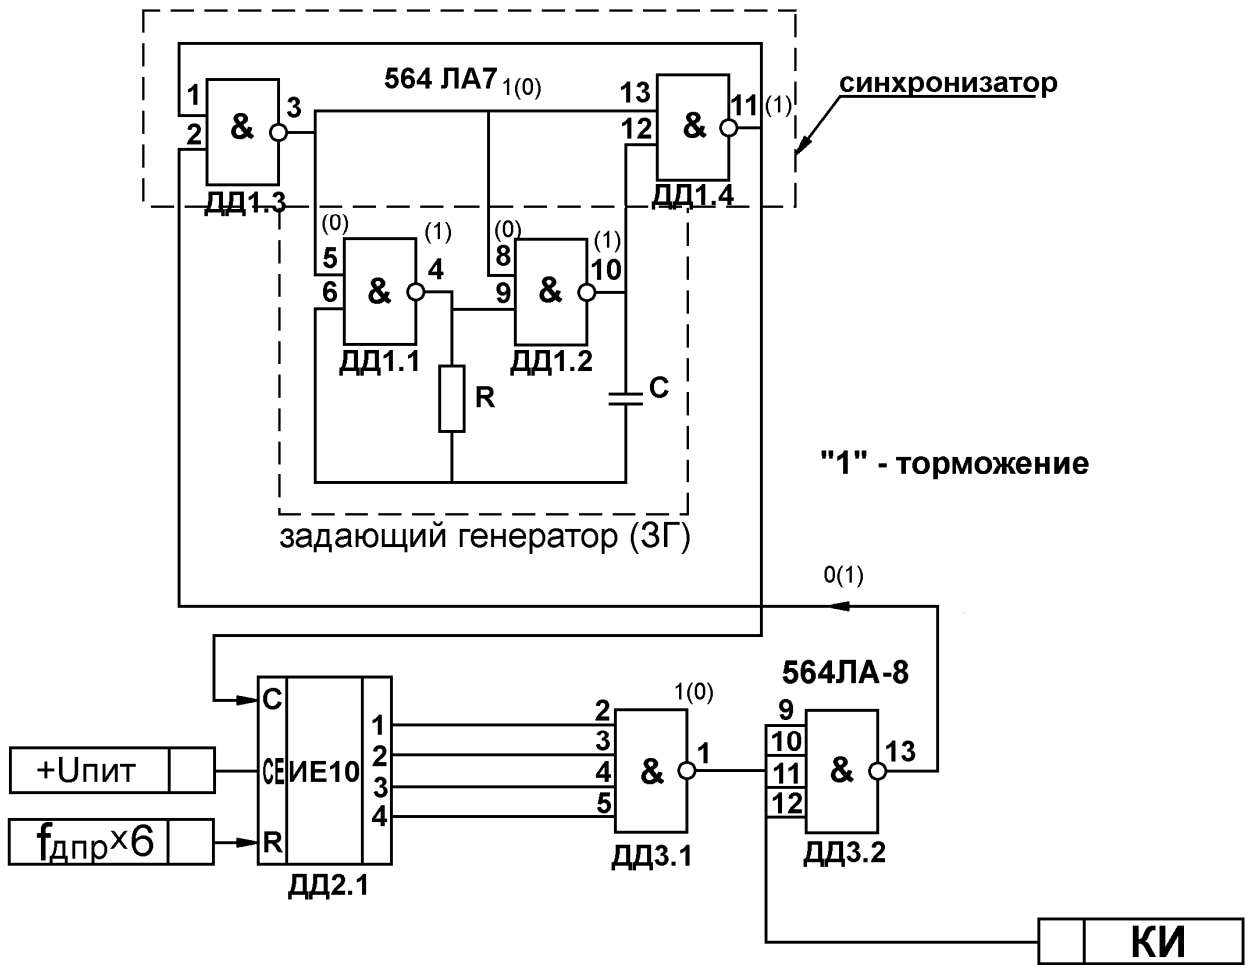 564 ЛА7
1(0)
синхронизатор
1
2
&
3
ДД1.3
13
12
&
11
(1)
ДД1.4
(0)
5
6
&
(1)
4
ДД1.1
(0)
8
9
&
(1)
10
ДД1.2
R
C
"1" - торможение
задающий генератор (ЗГ)
0(1)
564ЛА-8
C
CE
R
ИЕ10
1
2
3
4
ДД2.1
+Uпит
fдпрx6
2
3
4
5
&
1(0)
1
ДД3.1
9
10
11
12
&
13
ДД3.2
КИ